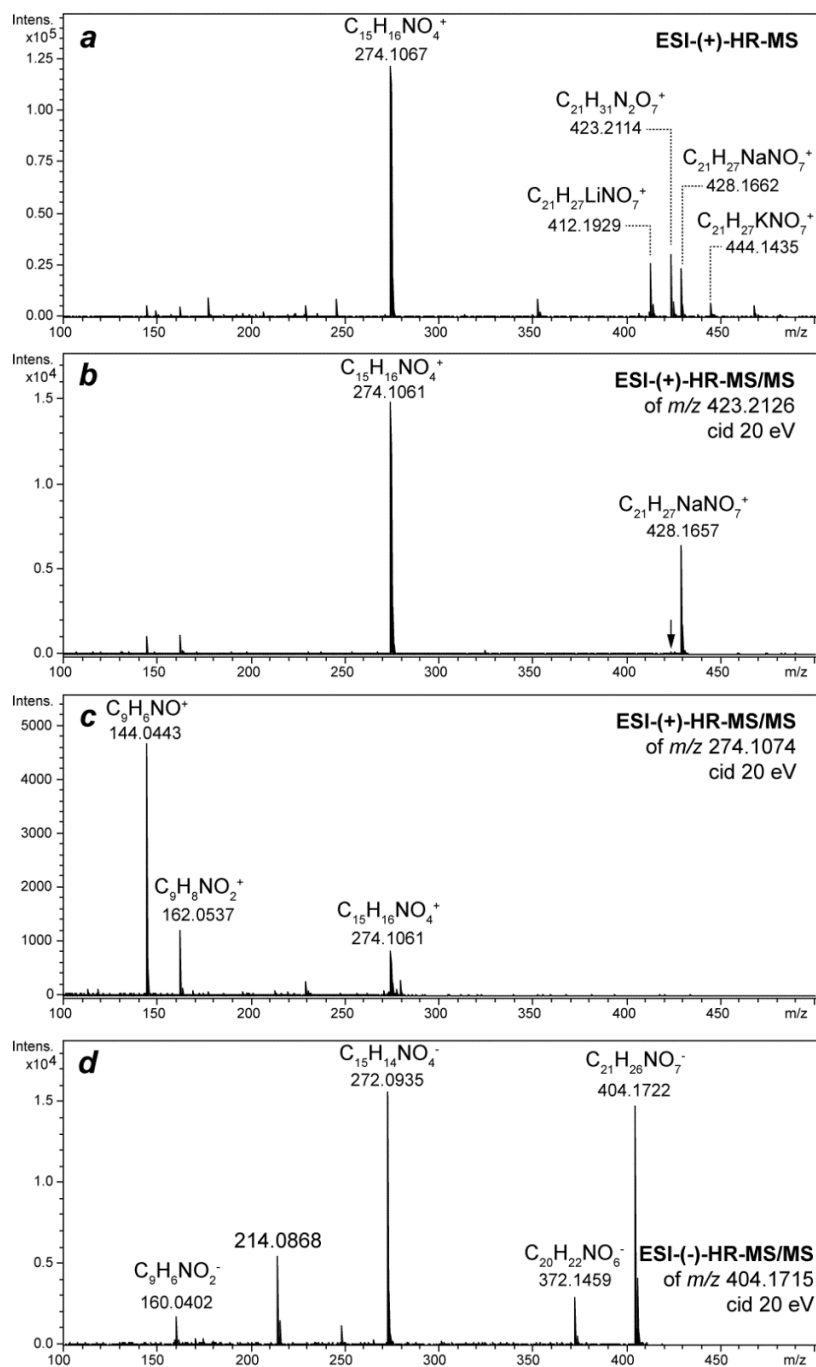 Intens.
x10⁵
a
C₁₅H₁₆NO₄⁺
274.1067
ESI-(+)-HR-MS
1.25
1.00
0.75
0.50
0.25
0.00
C₂₁H₃₁N₂O₇⁺
423.2114
C₂₁H₂₇NaNO₇⁺
428.1662
C₂₁H₂₇LiNO₇⁺
412.1929
C₂₁H₂₇KNO₇⁺
444.1435
100 150 200 250 300 350 400 450 m/z
Intens.
x10⁴
b
C₁₅H₁₆NO₄⁺
274.1061
ESI-(+)-HR-MS/MS
of m/z 423.2126
cid 20 eV
1.5
1.0
0.5
0.0
C₂₁H₂₇NaNO₇⁺
428.1657
100 150 200 250 300 350 400 450 m/z
Intens.
c
C₉H₆NO⁺
144.0443
ESI-(+)-HR-MS/MS
of m/z 274.1074
cid 20 eV
5000
4000
3000
2000
1000
0
C₉H₈NO₂⁺
162.0537
C₁₅H₁₆NO₄⁺
274.1061
100 150 200 250 300 350 400 450 m/z
Intens.
x10⁴
d
C₁₅H₁₄NO₄⁻
272.0935
C₂₁H₂₆NO₇⁻
404.1722
1.5
1.0
0.5
0.0
214.0868
C₉H₆NO₂⁻
160.0402
C₂₀H₂₂NO₆⁻
372.1459
ESI-(-)-HR-MS/MS
of m/z 404.1715
cid 20 eV
100 150 200 250 300 350 400 450 m/z